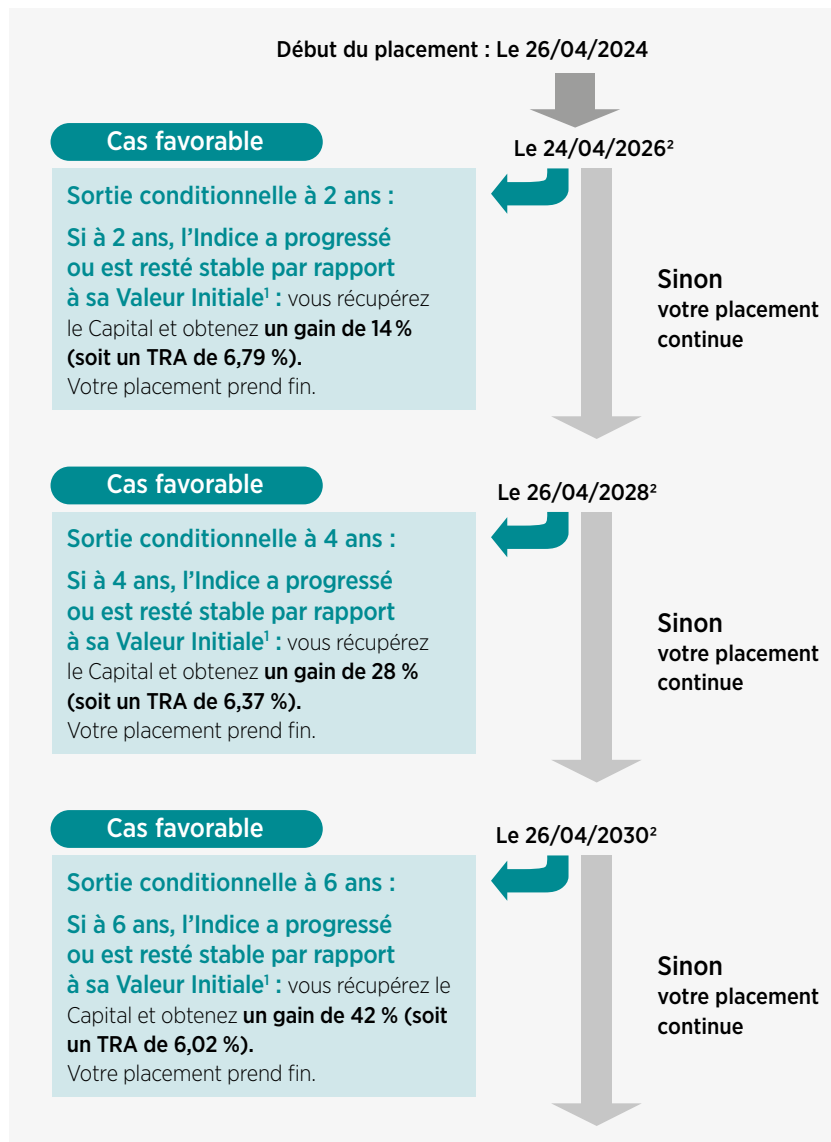 Début du placement : Le 26/04/2024
Cas favorable
Le 24/04/2026²
Sortie conditionnelle à 2 ans :
Si à 2 ans, l’Indice a progressé
ou est resté stable par rapport
à sa Valeur Initiale¹ : vous récupérez
le Capital et obtenez un gain de 14 %
(soit un TRA de 6,79 %).
Votre placement prend fin.
Sinon
votre placement
continue
Cas favorable
Le 26/04/2028²
Sortie conditionnelle à 4 ans :
Si à 4 ans, l’Indice a progressé
ou est resté stable par rapport
à sa Valeur Initiale¹ : vous récupérez
le Capital et obtenez un gain de 28 %
(soit un TRA de 6,37 %).
Votre placement prend fin.
Sinon
votre placement
continue
Cas favorable
Le 26/04/2030²
Sortie conditionnelle à 6 ans :
Si à 6 ans, l’Indice a progressé
ou est resté stable par rapport
à sa Valeur Initiale¹ : vous récupérez le
Capital et obtenez un gain de 42 % (soit
un TRA de 6,02 %).
Votre placement prend fin.
Sinon
votre placement
continue